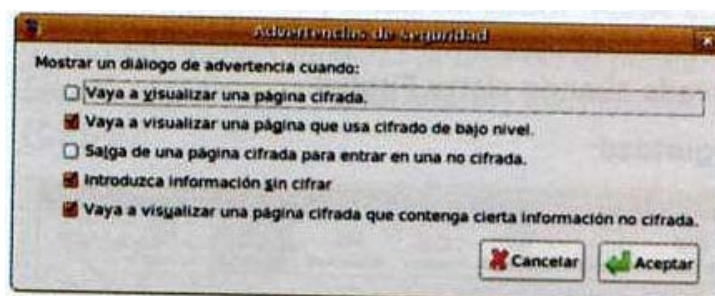 Advertencias de seguridad
Mostrar un diálogo de advertencia cuando:
Vaya a visualizar una página cifrada.
Vaya a visualizar una página que usa cifrado de bajo nivel.
Salga de una página cifrada para entrar en una no cifrada.
Introduzca información sin cifrar
Vaya a visualizar una página cifrada que contenga cierta información no cifrada.
Cancelar Aceptar